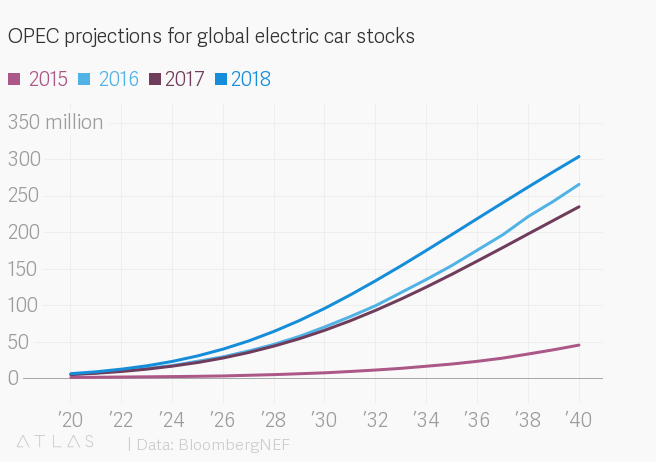 OPEC projections for global electric car stocks
2015 2016 2017 2018
350 million
300
250
200
150
100
50
0
’20 ’22 ’24 ’26 ’28 ’30 ’32 ’34 ’36 ’38 ’40
ATLAS | Data: BloombergNEF